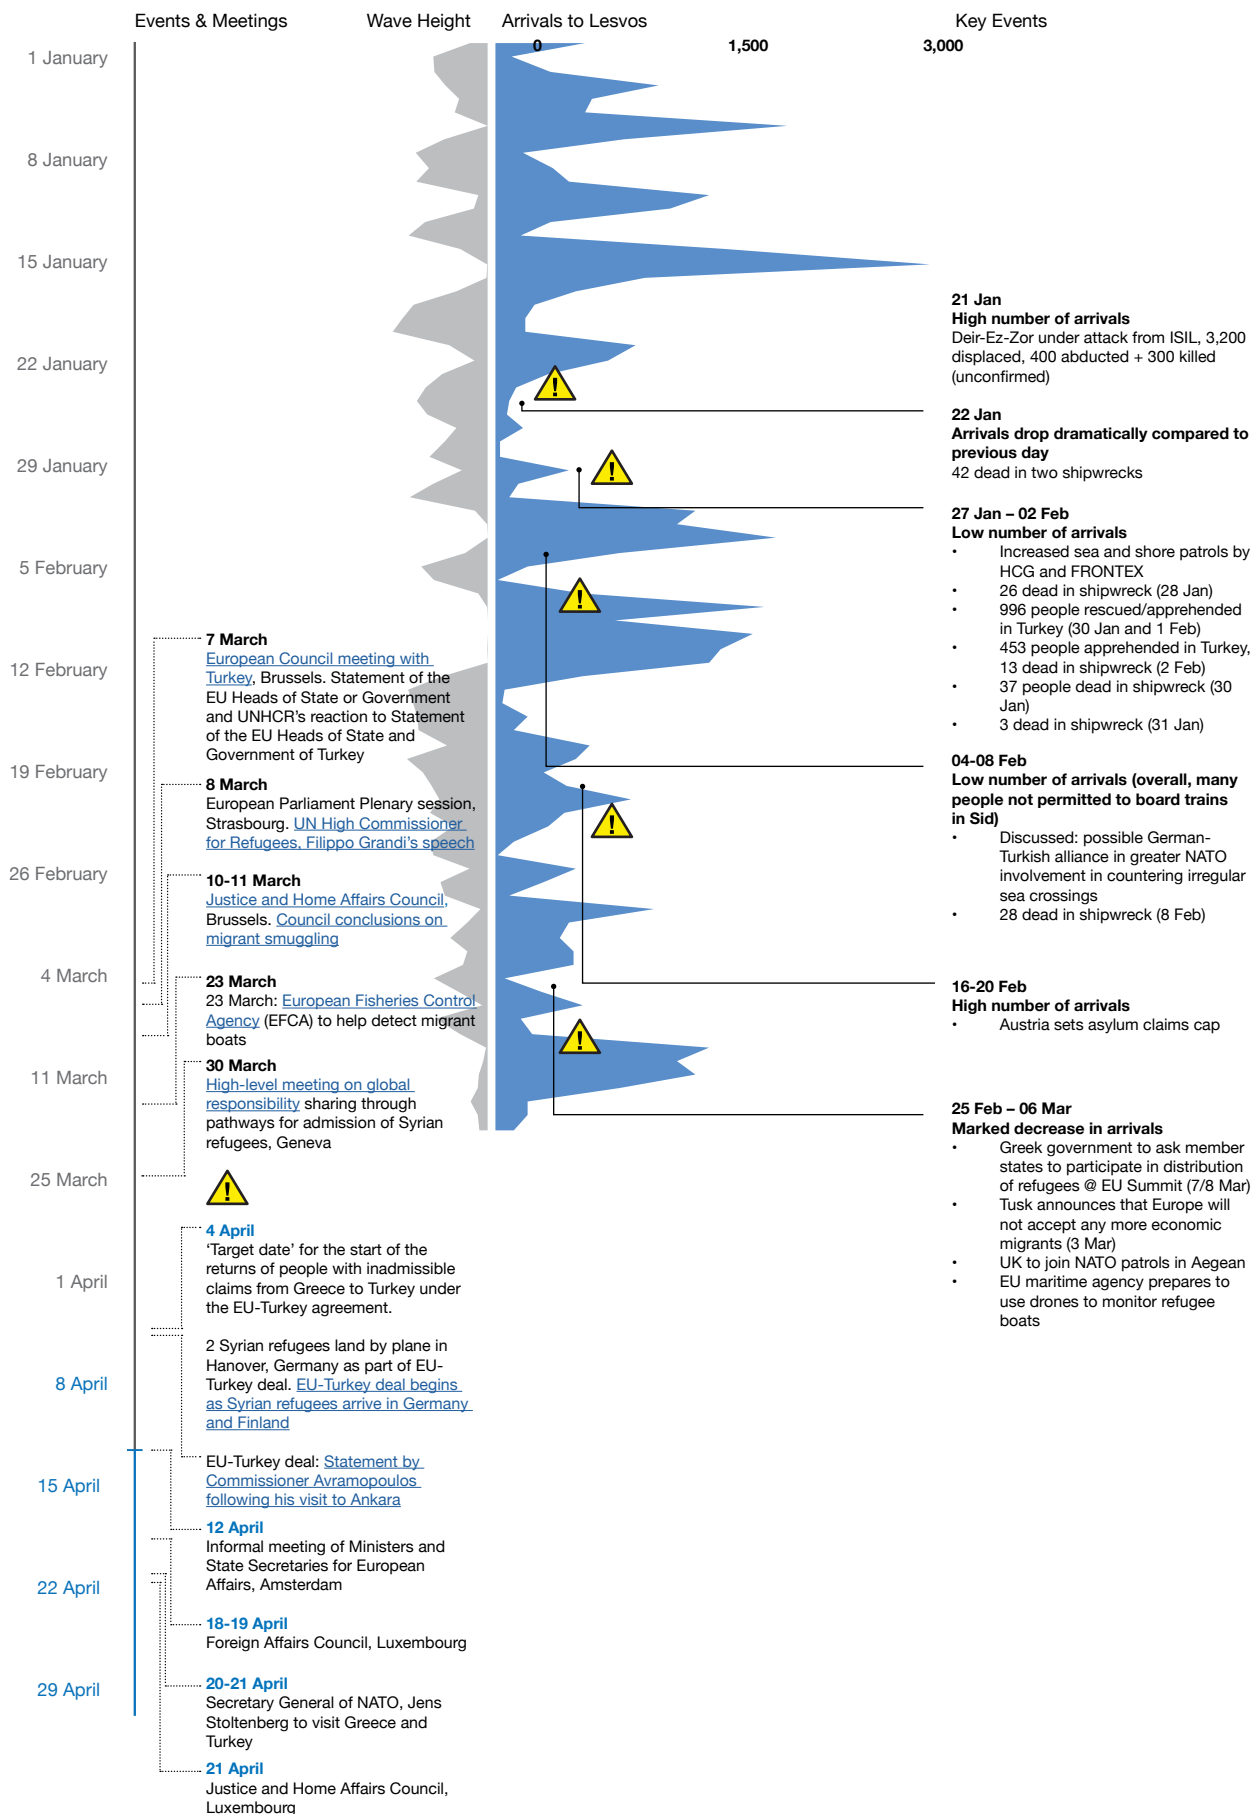 Events & Meetings
Wave Height
Arrivals to Lesvos
Key Events
0
1,500
3,000
1 January
8 January
15 January
22 January
29 January
5 February
12 February
19 February
26 February
4 March
11 March
25 March
1 April
8 April
15 April
22 April
29 April
7 March
European Council meeting with
Turkey, Brussels. Statement of the
EU Heads of State or Government
and UNHCR’s reaction to Statement
of the EU Heads of State and
Government of Turkey
8 March
European Parliament Plenary session,
Strasbourg. UN High Commissioner
for Refugees, Filippo Grandi’s speech
10-11 March
Justice and Home Affairs Council,
Brussels. Council conclusions on
migrant smuggling
23 March
23 March: European Fisheries Control
Agency (EFCA) to help detect migrant
boats
30 March
High-level meeting on global
responsibility sharing through
pathways for admission of Syrian
refugees, Geneva
!
4 April
‘Target date’ for the start of the
returns of people with inadmissible
claims from Greece to Turkey under
the EU-Turkey agreement.
2 Syrian refugees land by plane in
Hanover, Germany as part of EU-
Turkey deal. EU-Turkey deal begins
as Syrian refugees arrive in Germany
and Finland
EU-Turkey deal: Statement by
Commissioner Avramopoulos
following his visit to Ankara
12 April
Informal meeting of Ministers and
State Secretaries for European
Affairs, Amsterdam
18-19 April
Foreign Affairs Council, Luxembourg
20-21 April
Secretary General of NATO, Jens
Stoltenberg to visit Greece and
Turkey
21 April
Justice and Home Affairs Council,
Luxembourg
!
!
!
!
!
21 Jan
High number of arrivals
Deir-Ez-Zor under attack from ISIL, 3,200
displaced, 400 abducted + 300 killed
(unconfirmed)
22 Jan
Arrivals drop dramatically compared to
previous day
42 dead in two shipwrecks
27 Jan – 02 Feb
Low number of arrivals
• Increased sea and shore patrols by
HCG and FRONTEX
• 26 dead in shipwreck (28 Jan)
• 996 people rescued/apprehended
in Turkey (30 Jan and 1 Feb)
• 453 people apprehended in Turkey,
13 dead in shipwreck (2 Feb)
• 37 people dead in shipwreck (30
Jan)
• 3 dead in shipwreck (31 Jan)
04-08 Feb
Low number of arrivals (overall, many
people not permitted to board trains
in Sid)
• Discussed: possible German-
Turkish alliance in greater NATO
involvement in countering irregular
sea crossings
• 28 dead in shipwreck (8 Feb)
16-20 Feb
High number of arrivals
• Austria sets asylum claims cap
25 Feb – 06 Mar
Marked decrease in arrivals
• Greek government to ask member
states to participate in distribution
of refugees @ EU Summit (7/8 Mar)
• Tusk announces that Europe will
not accept any more economic
migrants (3 Mar)
• UK to join NATO patrols in Aegean
• EU maritime agency prepares to
use drones to monitor refugee
boats